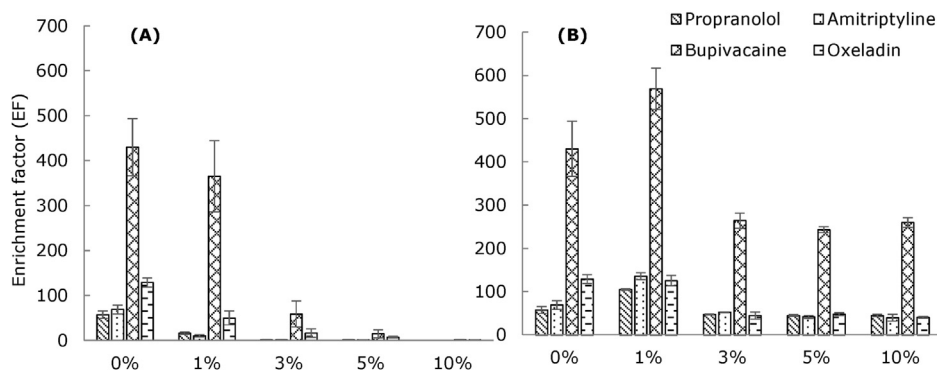 Enrichment factor (EF)
700
600
500
400
300
200
100
0
(A)
0% 1% 3% 5% 10%
700
600
500
400
300
200
100
0
(B)
Propranolol Amitriptyline
Bupivacaine Oxeladin
0% 1% 3% 5% 10%